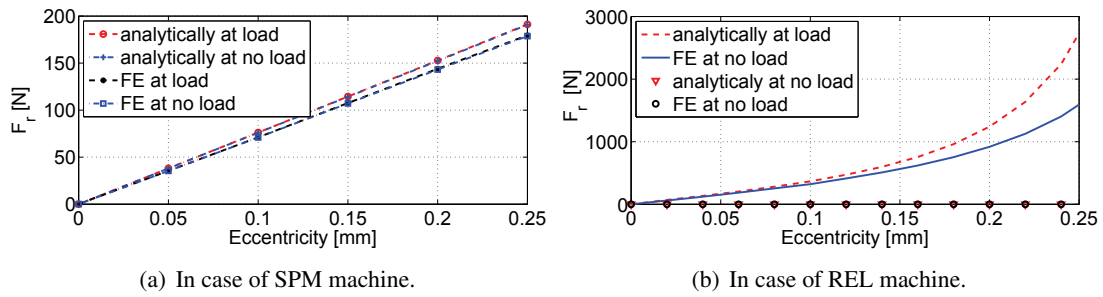 200
150
100
50
0
F_r [N]
analytically at load
analytically at no load
FE at load
FE at no load
0 0.05 0.1 0.15 0.2 0.25
Eccentricity [mm]
(a) In case of SPM machine.
3000
2000
1000
0
F_r [N]
analytically at load
FE at no load
analyticaly at no load
FE at no load
0 0.05 0.1 0.15 0.2 0.25
Eccentricity [mm]
(b) In case of REL machine.